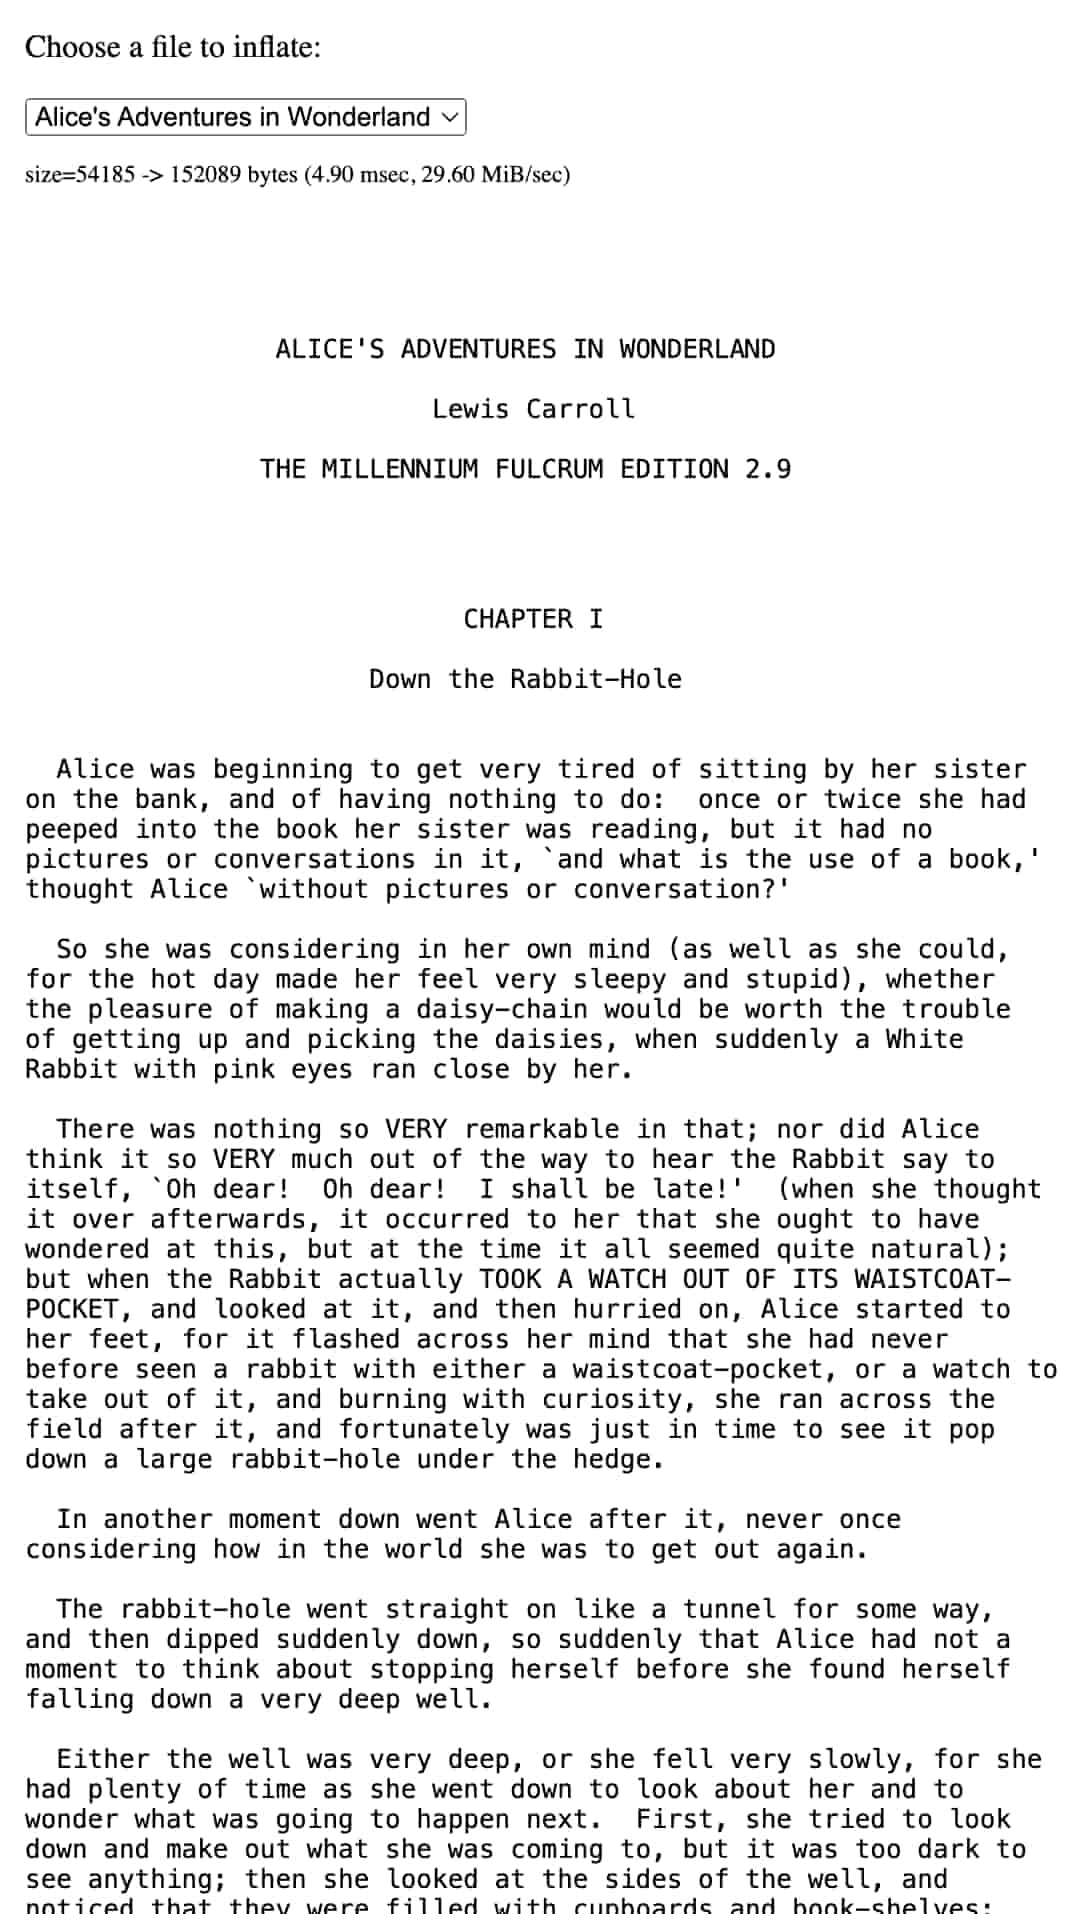 Choose a file to inflate:
Alice's Adventures in Wonderland
size=54185 -> 152089 bytes (4.90 msec, 29.60 MiB/sec)
ALICE'S ADVENTURES IN WONDERLAND
Lewis Carroll
THE MILLENNIUM FULCRUM EDITION 2.9
CHAPTER I
Down the Rabbit-Hole
Alice was beginning to get very tired of sitting by her sister
on the bank, and of having nothing to do:  once or twice she had
peeped into the book her sister was reading, but it had no
pictures or conversations in it, `and what is the use of a book,'
thought Alice `without pictures or conversation?'
So she was considering in her own mind (as well as she could,
for the hot day made her feel very sleepy and stupid), whether
the pleasure of making a daisy-chain would be worth the trouble
of getting up and picking the daisies, when suddenly a White
Rabbit with pink eyes ran close by her.
There was nothing so VERY remarkable in that; nor did Alice
think it so VERY much out of the way to hear the Rabbit say to
itself, `Oh dear!  Oh dear!  I shall be late!'  (when she thought
it over afterwards, it occurred to her that she ought to have
wondered at this, but at the time it all seemed quite natural);
but when the Rabbit actually TOOK A WATCH OUT OF ITS WAISTCOAT-
POCKET, and looked at it, and then hurried on, Alice started to
her feet, for it flashed across her mind that she had never
before seen a rabbit with either a waistcoat-pocket, or a watch to
take out of it, and burning with curiosity, she ran across the
field after it, and fortunately was just in time to see it pop
down a large rabbit-hole under the hedge.
In another moment down went Alice after it, never once
considering how in the world she was to get out again.
The rabbit-hole went straight on like a tunnel for some way,
and then dipped suddenly down, so suddenly that Alice had not a
moment to think about stopping herself before she found herself
falling down a very deep well.
Either the well was very deep, or she fell very slowly, for she
had plenty of time as she went down to look about her and to
wonder what was going to happen next.  First, she tried to look
down and make out what she was coming to, but it was too dark to
see anything; then she looked at the sides of the well, and
noticed that they were filled with cupboards and book-shelves;